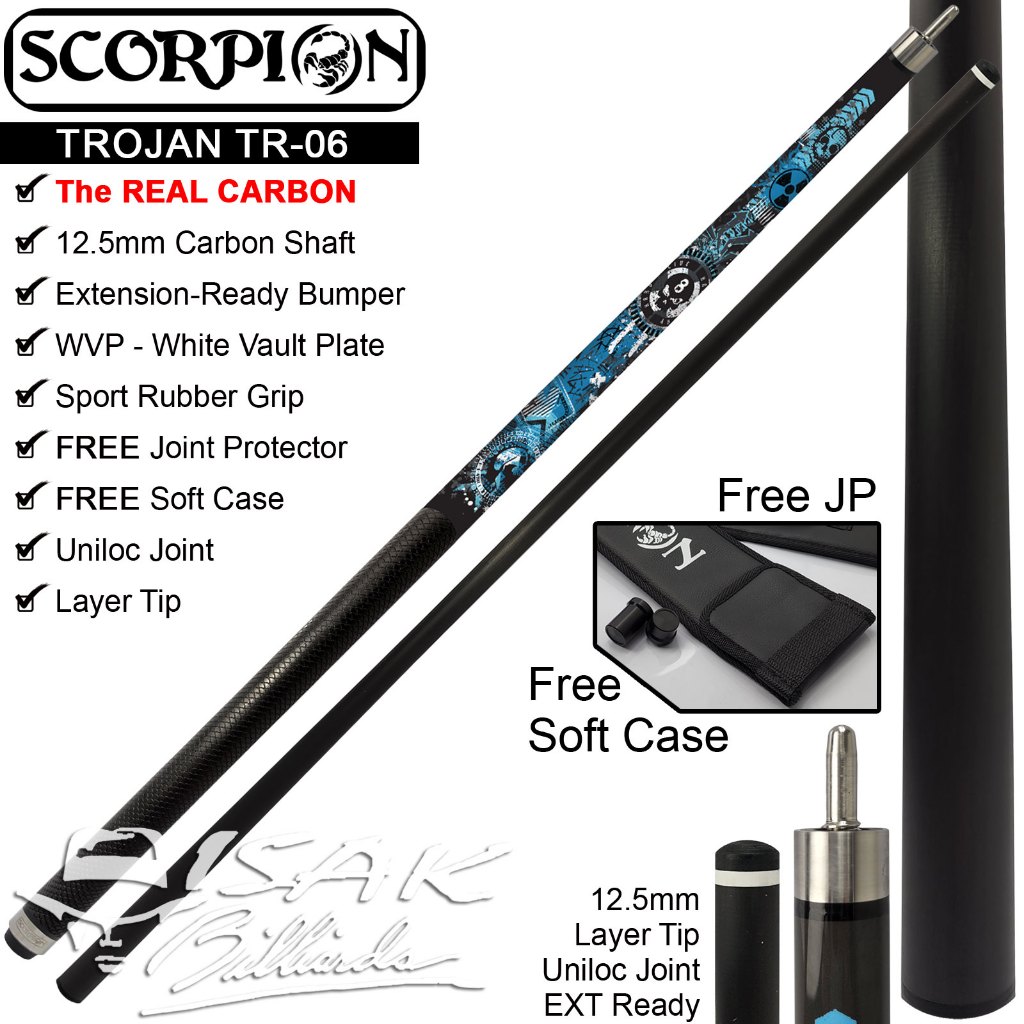 SCORPION
TROJAN TR-06
The REAL CARBON
12.5mm Carbon Shaft
Extension-Ready Bumper
WVP - White Vault Plate
Sport Rubber Grip
FREE Joint Protector
FREE Soft Case
Uniloc Joint
Layer Tip
Free JP
ION
Free
Soft Case
ISAK
Billiards
12.5mm
Layer Tip
Uniloc Joint
EXT Ready